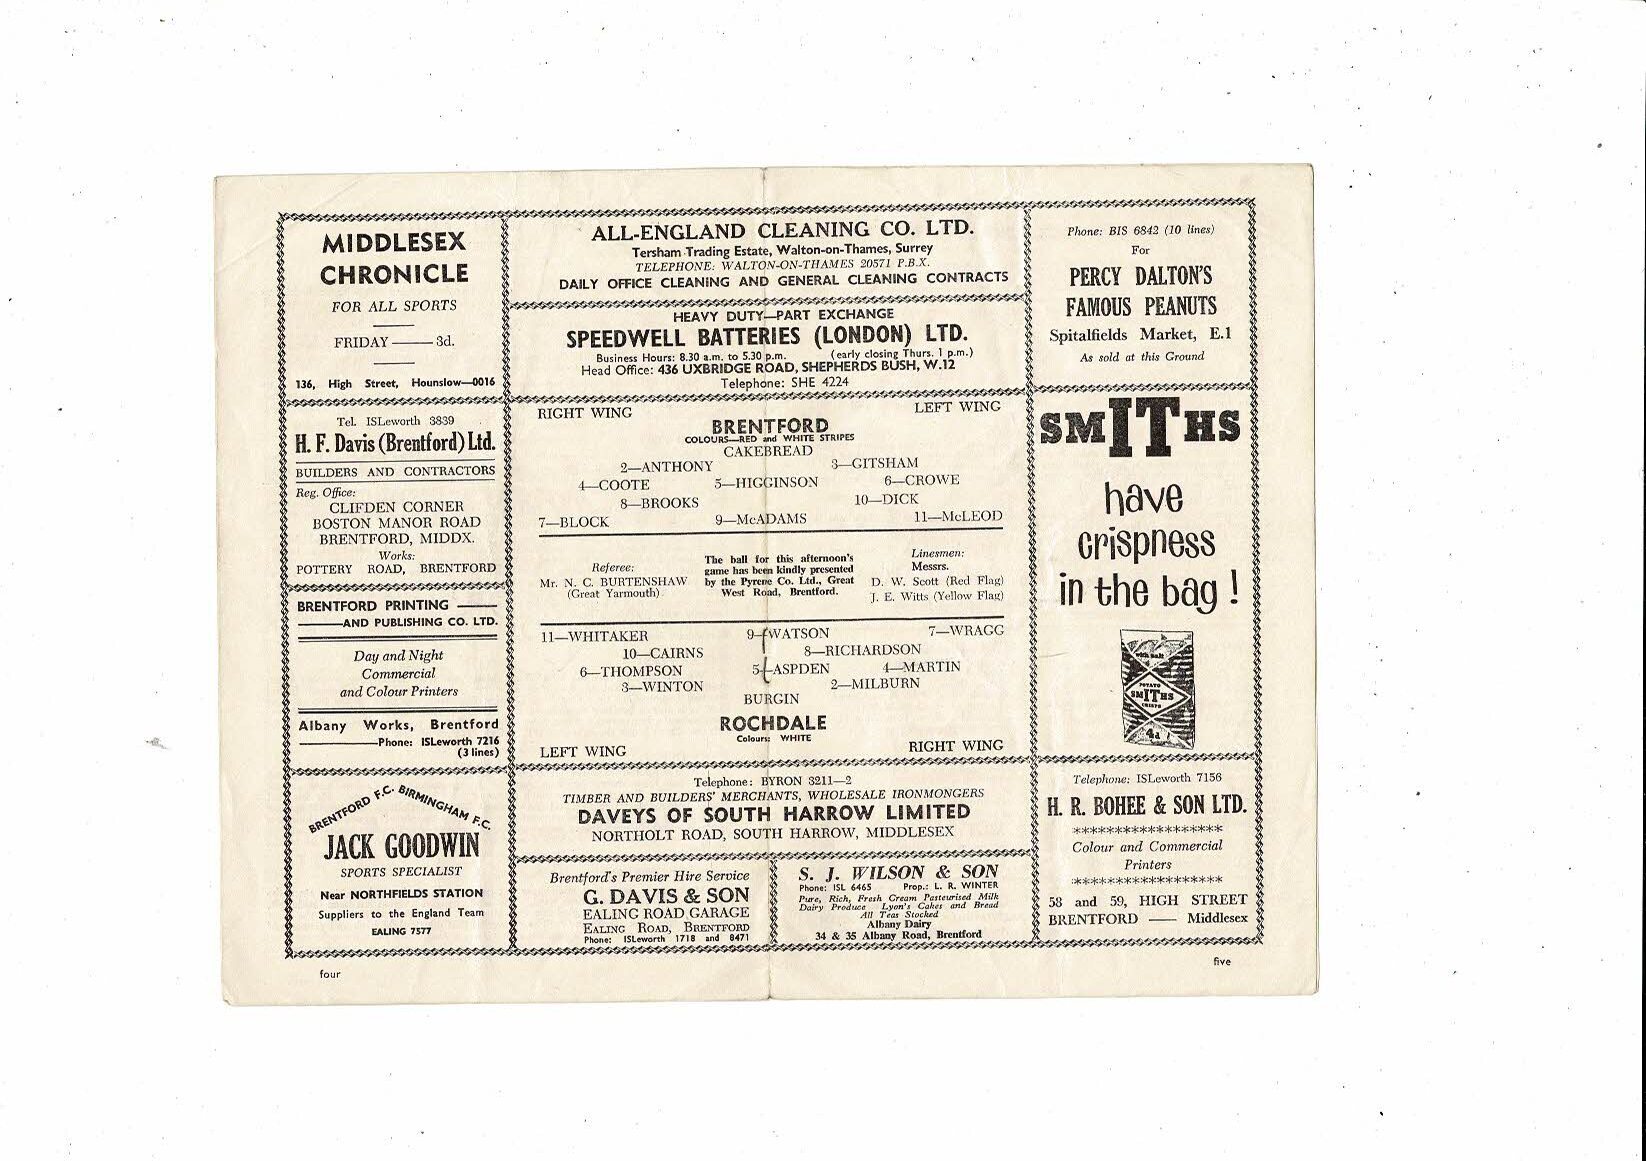 MIDDLESEX
CHRONICLE
FOR ALL SPORTS
FRIDAY —— 3d.
136, High Street, Hounslow—0016
Tel. ISLeworth 3839
H. F. Davis (Brentford) Ltd.
BUILDERS AND CONTRACTORS
Reg. Office:
CLIFDEN CORNER
BOSTON MANOR ROAD
BRENTFORD, MIDDX.
Works:
POTTERY ROAD, BRENTFORD
BRENTFORD PRINTING ——
——AND PUBLISHING CO. LTD.
Day and Night
Commercial
and Colour Printers
Albany Works, Brentford
————Phone: ISLeworth 7216
(3 lines)
BRENTFORD F.C. BIRMINGHAM F.C.
JACK GOODWIN
SPORTS SPECIALIST
Near NORTHFIELDS STATION
Suppliers to the England Team
EALING 7577
four
ALL-ENGLAND CLEANING CO. LTD.
Tersham Trading Estate, Walton-on-Thames, Surrey
TELEPHONE: WALTON-ON-THAMES 20571 P.B.X.
DAILY OFFICE CLEANING AND GENERAL CLEANING CONTRACTS
HEAVY DUTY—PART EXCHANGE
SPEEDWELL BATTERIES (LONDON) LTD.
Business Hours: 8.30 a.m. to 5.30 p.m. (early closing Thurs. 1 p.m.)
Head Office: 436 UXBRIDGE ROAD, SHEPHERDS BUSH, W.12
Telephone: SHE 4224
RIGHT WING LEFT WING
BRENTFORD
COLOURS—RED and WHITE STRIPES
CAKEBREAD
2—ANTHONY 3—GITSHAM
4—COOTE 5—HIGGINSON 6—CROWE
8—BROOKS 10—DICK
7—BLOCK 9—McADAMS 11—McLEOD
Referee:
Mr. N. C. BURTENSHAW
(Great Yarmouth)
The ball for this afternoon's
game has been kindly presented
by the Pyrene Co. Ltd., Great
West Road, Brentford.
Linesmen:
Messrs.
D. W. Scott (Red Flag)
J. E. Witts (Yellow Flag)
11—WHITAKER 9—WATSON 7—WRAGG
10—CAIRNS 8—RICHARDSON
6—THOMPSON 5—ASPDEN 4—MARTIN
3—WINTON 2—MILBURN
BURGIN
ROCHDALE
Colours: WHITE
LEFT WING RIGHT WING
Telephone: BYRON 3211—2
TIMBER AND BUILDERS' MERCHANTS, WHOLESALE IRONMONGERS
DAVEYS OF SOUTH HARROW LIMITED
NORTHOLT ROAD, SOUTH HARROW, MIDDLESEX
Brentford's Premier Hire Service
G. DAVIS & SON
EALING ROAD GARAGE
EALING ROAD, BRENTFORD
Phone: ISLeworth 1718 and 8471
S. J. WILSON & SON
Phone: ISL 6465 Prop.: L. R. WINTER
Pure, Rich, Fresh Cream Pasteurised Milk
Dairy Produce Lyon's Cakes and Bread
All Teas Stocked
Albany Dairy
34 & 35 Albany Road, Brentford
Phone: BIS 6842 (10 lines)
For
PERCY DALTON'S
FAMOUS PEANUTS
Spitalfields Market, E.1
As sold at this Ground
SMITHS
have
crispness
in the bag !
with salt
POTATO
SMITHS
CRISPS
4d
Telephone: ISLeworth 7156
H. R. BOHEE & SON LTD.
******************
Colour and Commercial
Printers
******************
58 and 59, HIGH STREET
BRENTFORD —— Middlesex
five